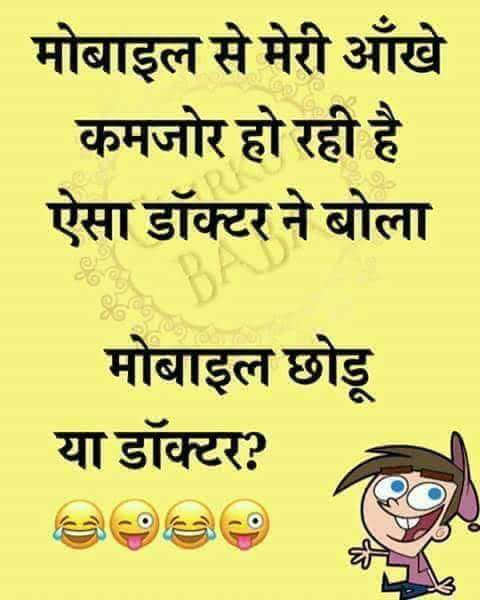 मोबाइल से मेरी आँखे
कमजोर हो रही है
ऐसा डॉक्टर ने बोला
मोबाइल छोडू
या डॉक्टर?
😂😜😂😜